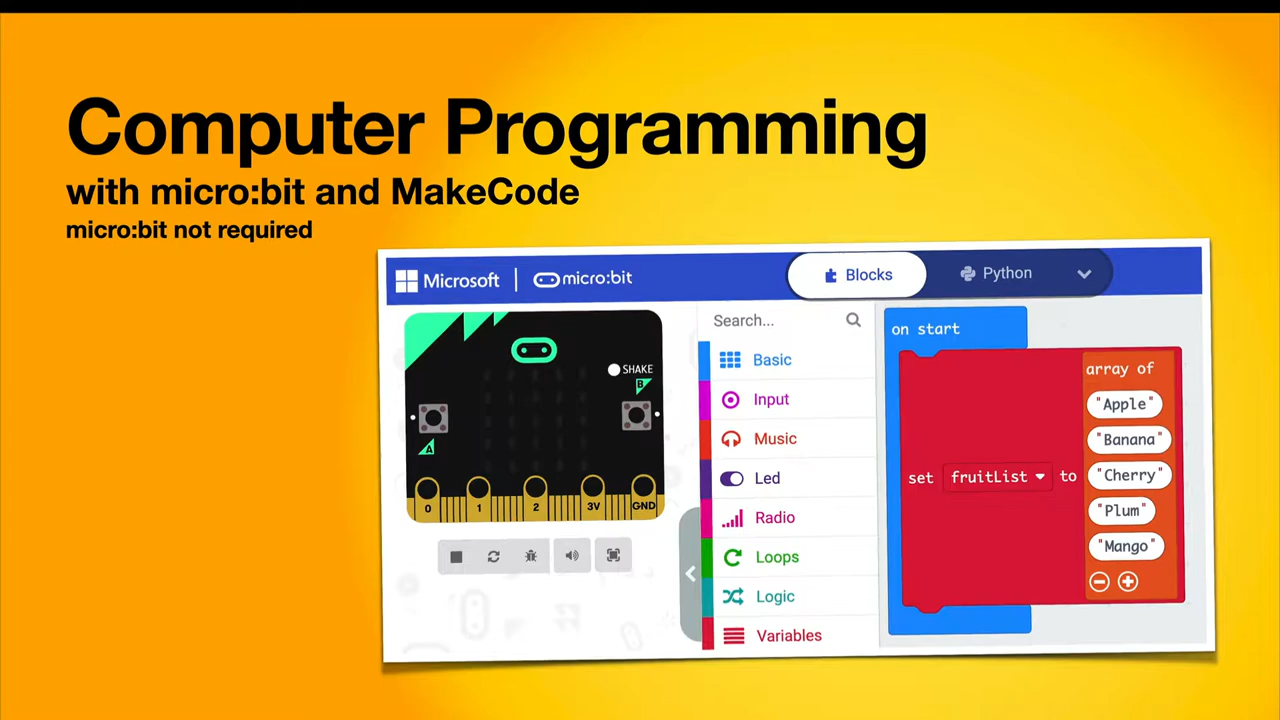 Computer Programming
with micro:bit and MakeCode
micro:bit not required
Microsoft | micro:bit
Blocks
Python
SHAKE
B
A
0 1 2 3V GND
Search...
Basic
Input
Music
Led
Radio
Loops
Logic
Variables
on start
set fruitList to
array of
"Apple"
"Banana"
"Cherry"
"Plum"
"Mango"